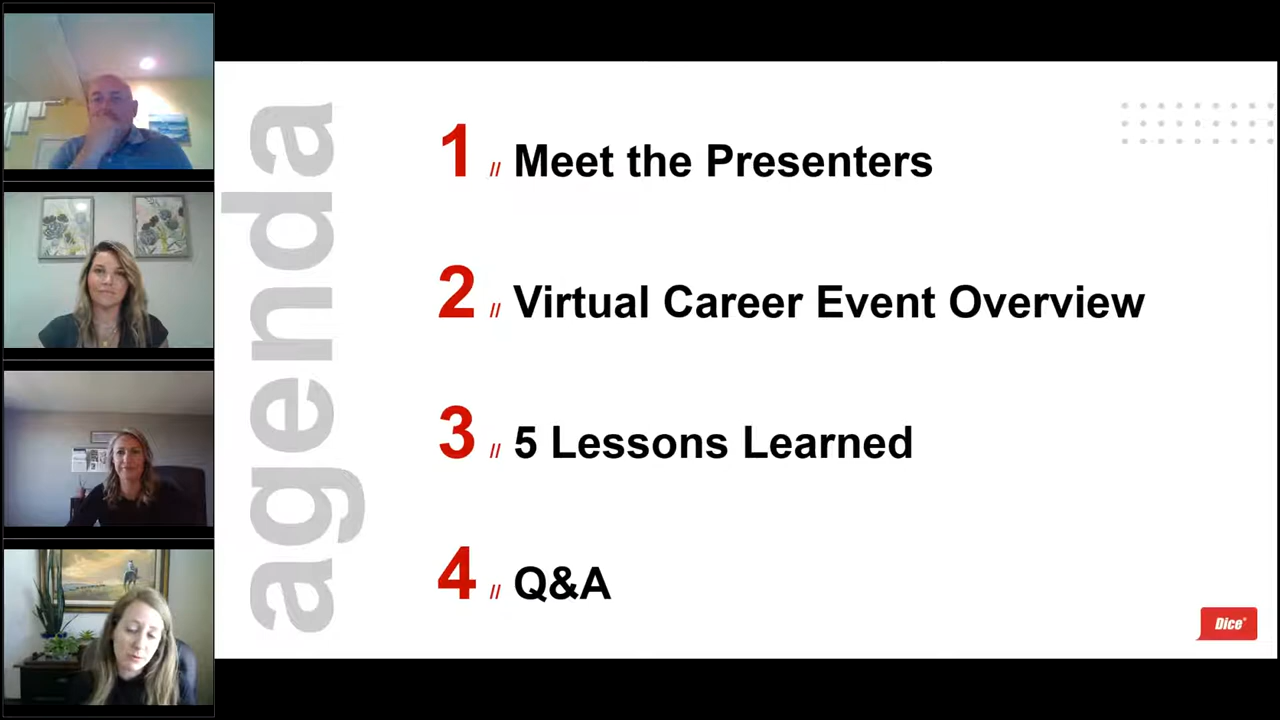 agenda
1 // Meet the Presenters
2 // Virtual Career Event Overview
3 // 5 Lessons Learned
4 // Q&A
Dice®